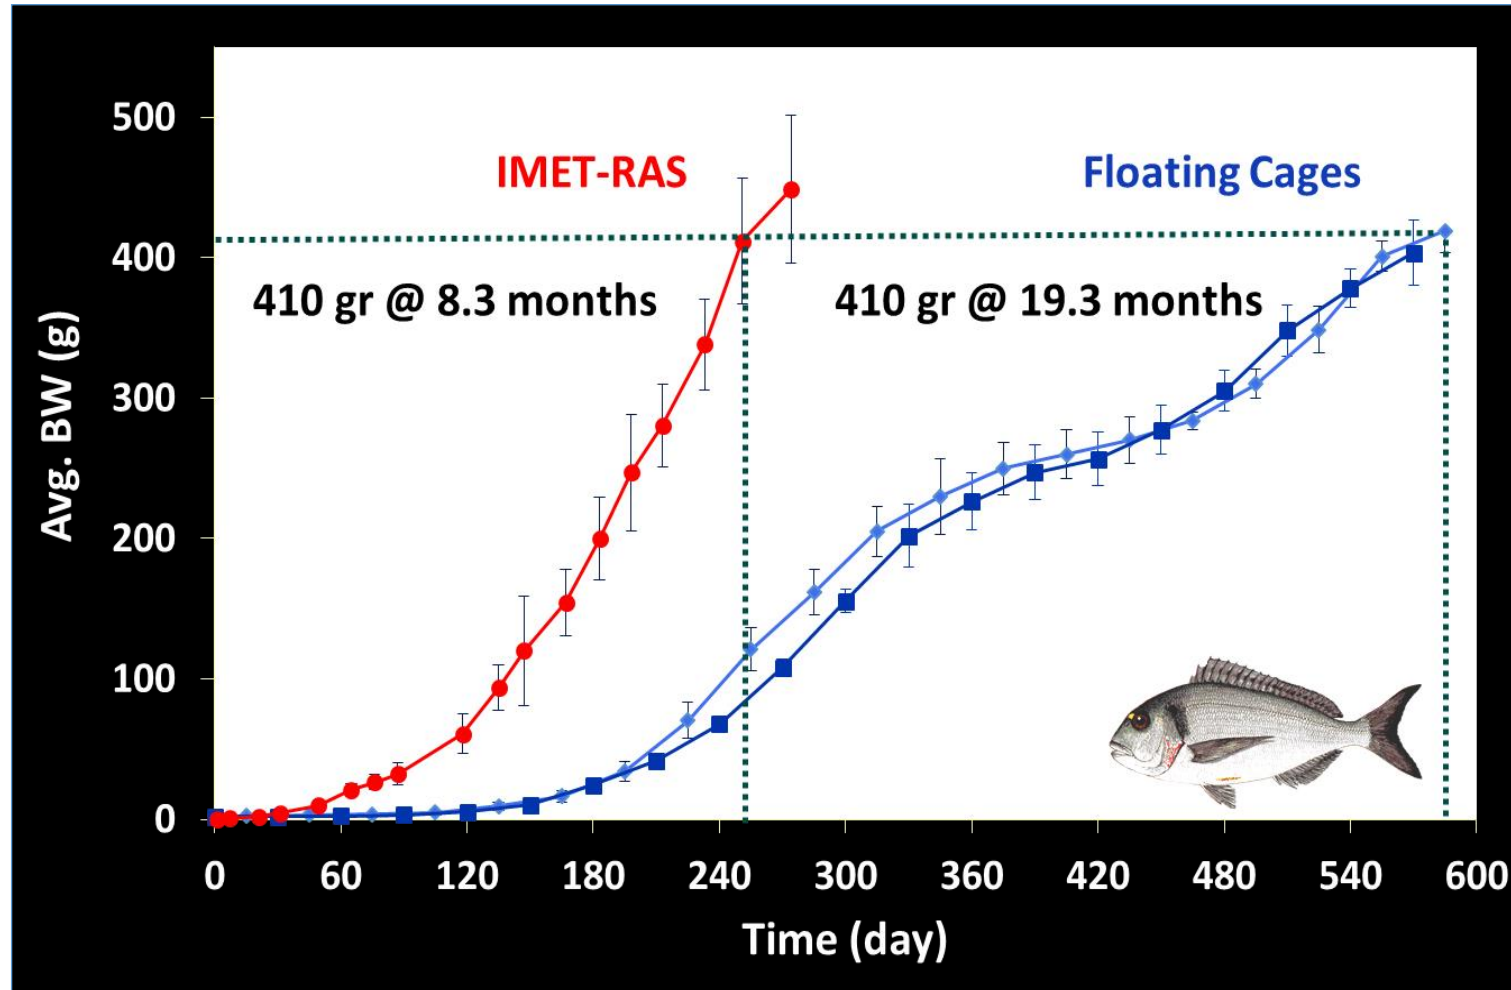 500
400
300
200
100
0
Avg. BW (g)
IMET-RAS
Floating Cages
410 gr @ 8.3 months
410 gr @ 19.3 months
0 60 120 180 240 300 360 420 480 540 600
Time (day)